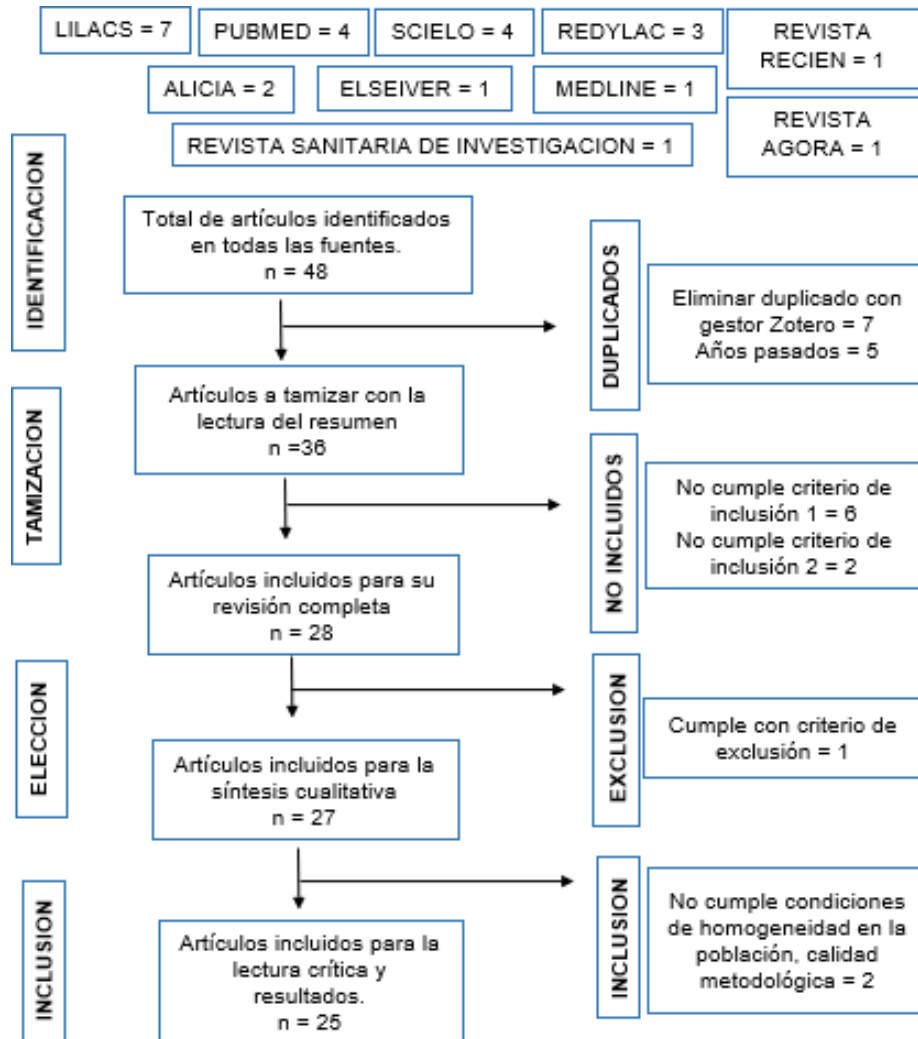 LILACS = 7
PUBMED = 4
SCIELO = 4
REDYLAC = 3
REVISTA
RECIEN = 1
ALICIA = 2
ELSEIVER = 1
MEDLINE = 1
REVISTA
AGORA = 1
REVISTA SANITARIA DE INVESTIGACION = 1
IDENTIFICACION
Total de artículos identificados
en todas las fuentes.
n = 48
DUPLICADOS
Eliminar duplicado con
gestor Zotero = 7
Años pasados = 5
TAMIZACION
Artículos a tamizar con la
lectura del resumen
n =36
NO INCLUIDOS
No cumple criterio de
inclusión 1 = 6
No cumple criterio de
inclusión 2 = 2
Artículos incluidos para su
revisión completa
n = 28
ELECCION
EXCLUSION
Cumple con criterio de
exclusión = 1
Artículos incluidos para la
síntesis cualitativa
n = 27
INCLUSION
INCLUSION
No cumple condiciones
de homogeneidad en la
población, calidad
metodológica = 2
Artículos incluidos para la
lectura crítica y
resultados.
n = 25